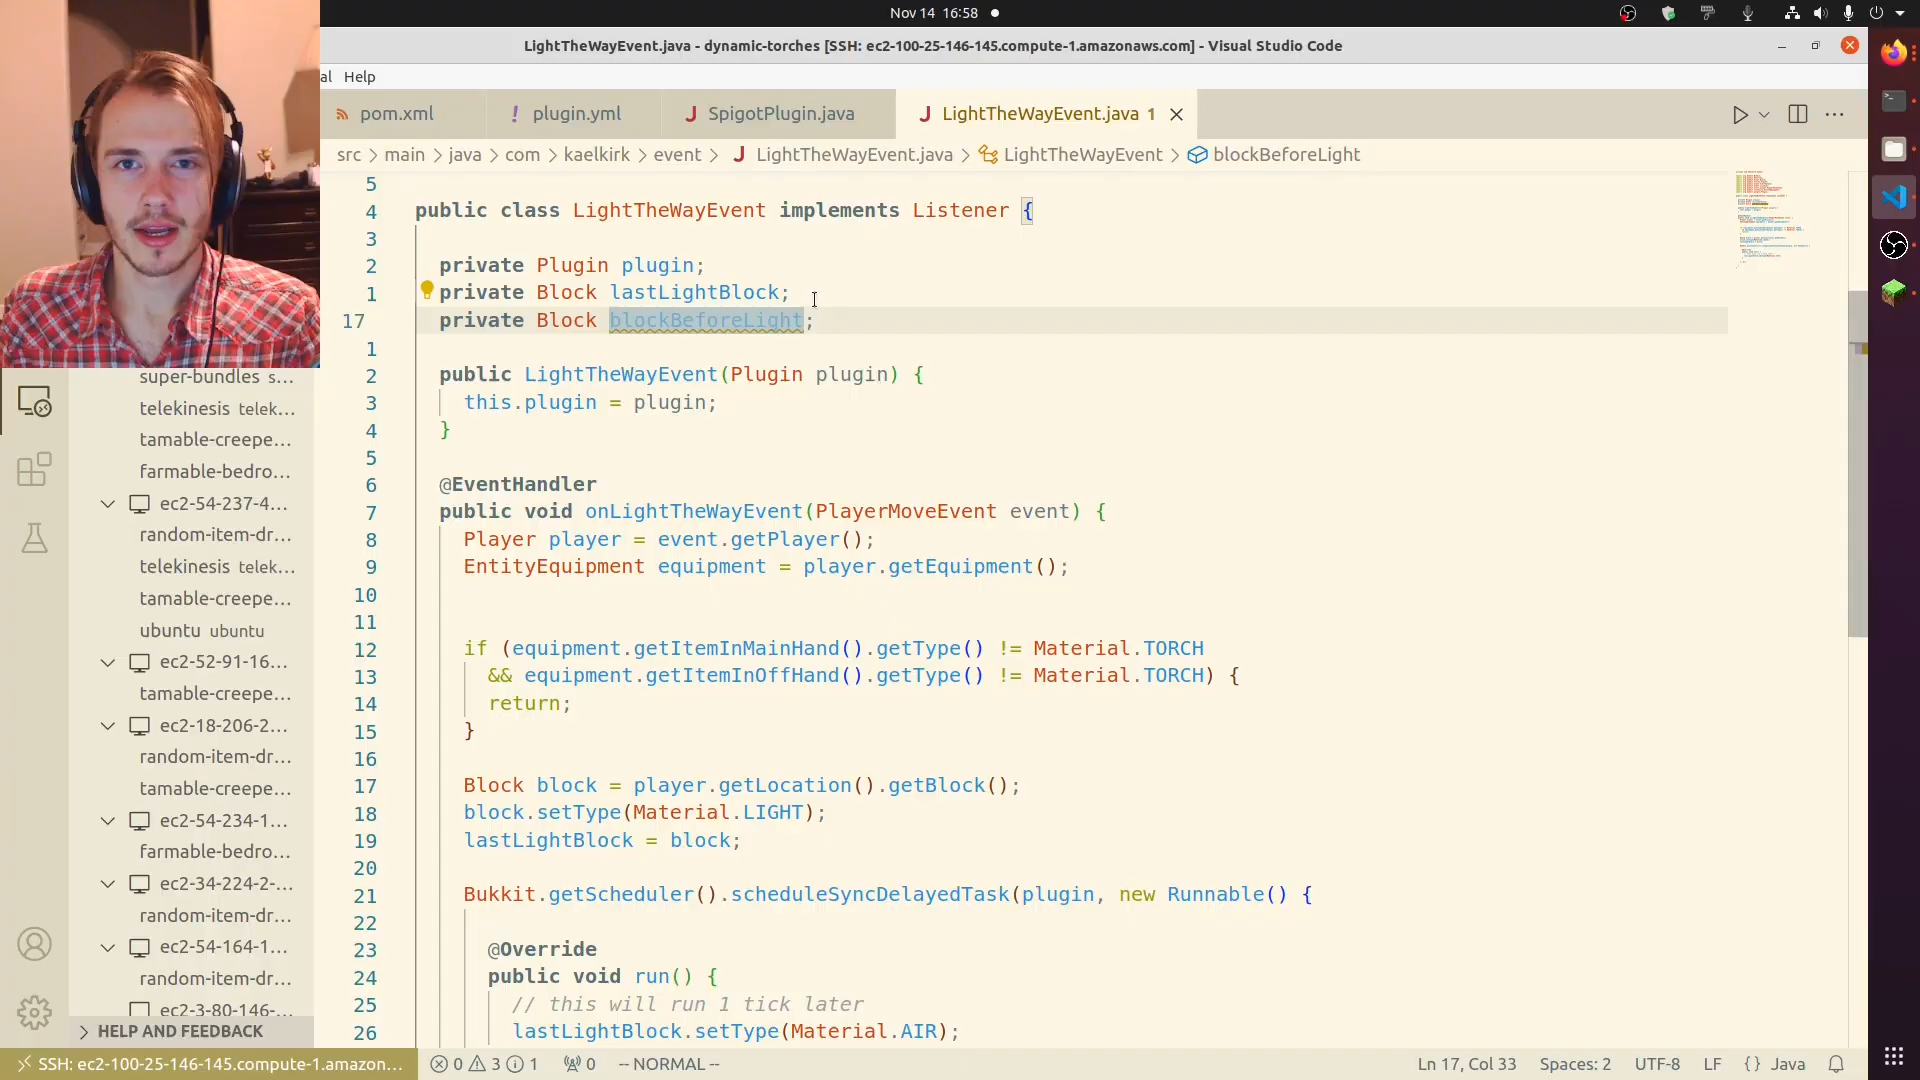 Nov 14 16:58
LightTheWayEvent.java - dynamic-torches [SSH: ec2-100-25-146-145.compute-1.amazonaws.com] - Visual Studio Code
al Help
pom.xml
! plugin.yml
J SpigotPlugin.java
J LightTheWayEvent.java 1
src > main > java > com > kaelkirk > event > J LightTheWayEvent.java > LightTheWayEvent > blockBeforeLight
5
4 public class LightTheWayEvent implements Listener {
3
2 private Plugin plugin;
1 private Block lastLightBlock;
17 private Block blockBeforeLight;
1
2 public LightTheWayEvent(Plugin plugin) {
3 this.plugin = plugin;
4 }
5
6 @EventHandler
7 public void onLightTheWayEvent(PlayerMoveEvent event) {
8 Player player = event.getPlayer();
9 EntityEquipment equipment = player.getEquipment();
10
11
12 if (equipment.getItemInMainHand().getType() != Material.TORCH
13 && equipment.getItemInOffHand().getType() != Material.TORCH) {
14 return;
15 }
16
17 Block block = player.getLocation().getBlock();
18 block.setType(Material.LIGHT);
19 lastLightBlock = block;
20
21 Bukkit.getScheduler().scheduleSyncDelayedTask(plugin, new Runnable() {
22
23 @Override
24 public void run() {
25 // this will run 1 tick later
26 lastLightBlock.setType(Material.AIR);
super-bundles s...
telekinesis telek...
tamable-creepe...
farmable-bedro...
ec2-54-237-4...
random-item-dr...
telekinesis telek...
tamable-creepe...
ubuntu ubuntu
ec2-52-91-16...
tamable-creepe...
ec2-18-206-2...
random-item-dr...
tamable-creepe...
ec2-54-234-1...
farmable-bedro...
ec2-34-224-2-...
random-item-dr...
ec2-54-164-1...
random-item-dr...
ec2-3-80-146-...
HELP AND FEEDBACK
SSH: ec2-100-25-146-145.compute-1.amazon... 0 3 1 0 -- NORMAL -- Ln 17, Col 33 Spaces: 2 UTF-8 LF {} Java